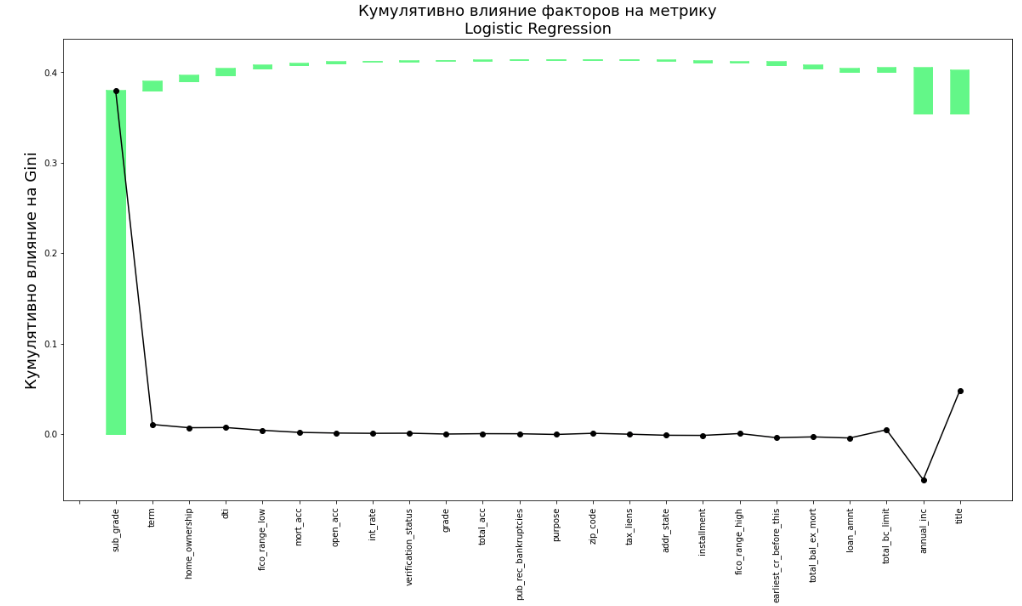 Кумулятивно влияние факторов на метрику
Logistic Regression
Кумулятивно влияние на Gini
0.4
0.3
0.2
0.1
0.0
sub_grade
term
home_ownership
dti
fico_range_low
mort_acc
open_acc
int_rate
verification_status
grade
total_acc
pub_rec_bankruptcies
purpose
zip_code
tax_liens
addr_state
installment
fico_range_high
earliest_cr_before_this
total_bal_ex_mort
loan_amnt
total_bc_limit
annual_inc
title